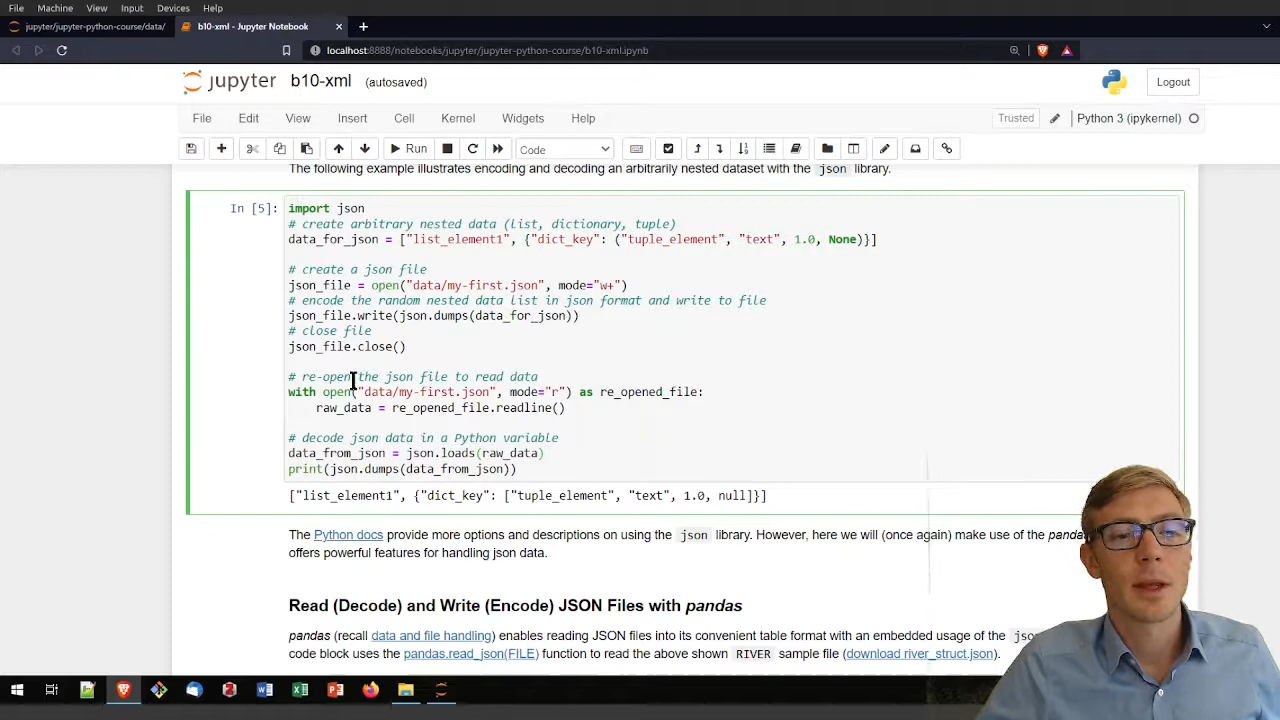 File Machine View Input Devices Help
jupyter/jupyter-python-course/data/
b10-xml - Jupyter Notebook
localhost:8888/notebooks/jupyter/jupyter-python-course/b10-xml.ipynb
jupyter b10-xml (autosaved)
Logout
File Edit View Insert Cell Kernel Widgets Help
Trusted
Python 3 (ipykernel)
Run
Code
The following example illustrates encoding and decoding an arbitrarily nested dataset with the json library.
In [5]:
import json
# create arbitrary nested data (list, dictionary, tuple)
data_for_json = ["list_element1", {"dict_key": ("tuple_element", "text", 1.0, None)}]
# create a json file
json_file = open("data/my-first.json", mode="w+")
# encode the random nested data list in json format and write to file
json_file.write(json.dumps(data_for_json))
# close file
json_file.close()
# re-open the json file to read data
with open("data/my-first.json", mode="r") as re_opened_file:
raw_data = re_opened_file.readline()
# decode json data in a Python variable
data_from_json = json.loads(raw_data)
print(json.dumps(data_from_json))
["list_element1", {"dict_key": ["tuple_element", "text", 1.0, null]}]
The Python docs provide more options and descriptions on using the json library. However, here we will (once again) make use of the
offers powerful features for handling json data.
Read (Decode) and Write (Encode) JSON Files with pandas
pandas (recall data and file handling) enables reading JSON files into its convenient table format with an embedded usage of the
code block uses the pandas.read_json(FILE) function to read the above shown RIVER sample file (download river_struct.json).